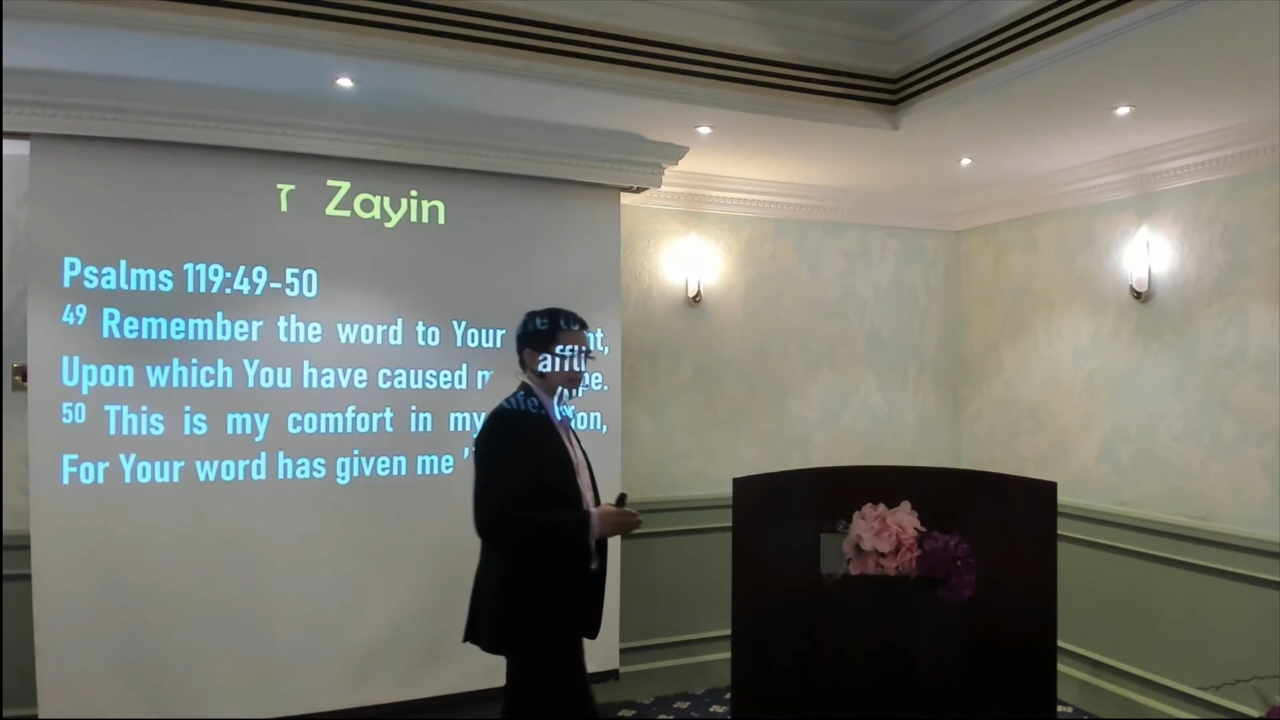 ז Zayin
Psalms 119:49-50
49 Remember the word to Your
Upon which You have caused
50 This is my comfort in my
For Your word has given me